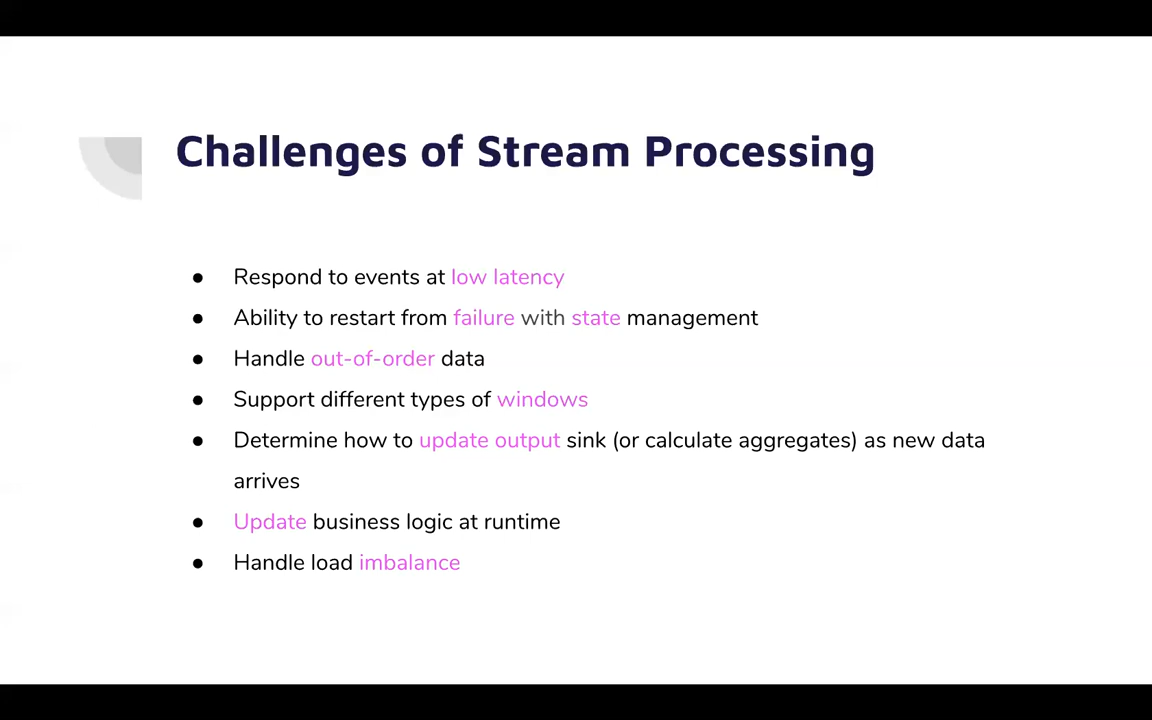 Challenges of Stream Processing
● Respond to events at low latency
● Ability to restart from failure with state management
● Handle out-of-order data
● Support different types of windows
● Determine how to update output sink (or calculate aggregates) as new data
arrives
● Update business logic at runtime
● Handle load imbalance